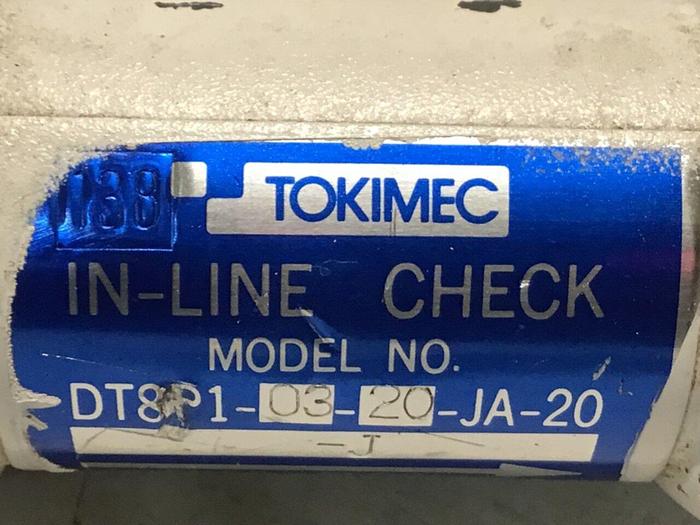 TOKIMEC
IN-LINE CHECK
MODEL NO.
DT8P1-03-20-JA-20
-J